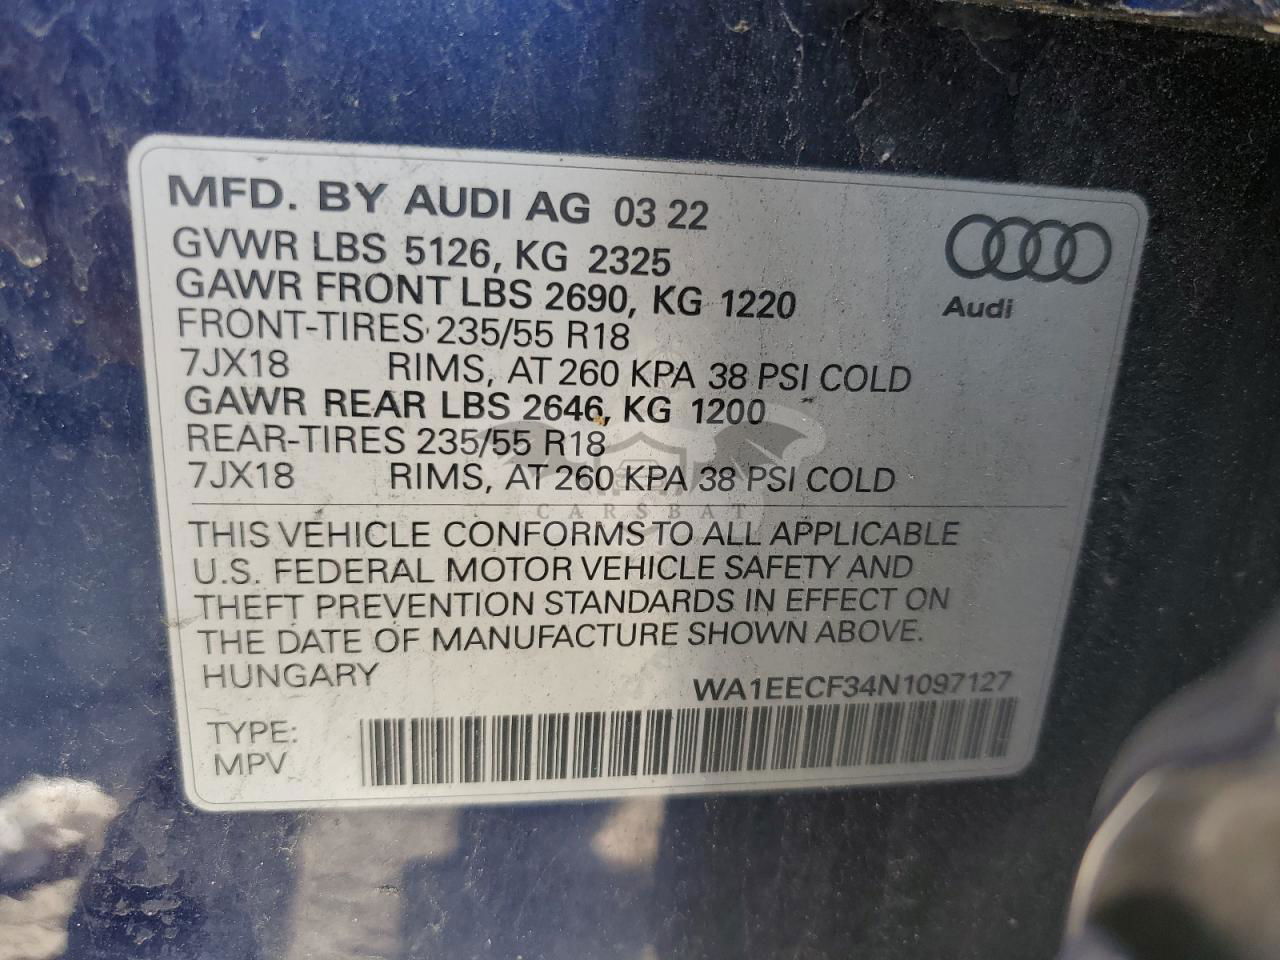 MFD. BY AUDI AG 03 22
GVWR LBS 5126, KG 2325
GAWR FRONT LBS 2690, KG 1220
FRONT-TIRES 235/55 R18
7JX18 RIMS, AT 260 KPA 38 PSI COLD
GAWR REAR LBS 2646, KG 1200
REAR-TIRES 235/55 R18
7JX18 RIMS, AT 260 KPA 38 PSI COLD
Audi
CARSBAT
THIS VEHICLE CONFORMS TO ALL APPLICABLE
U.S. FEDERAL MOTOR VEHICLE SAFETY AND
THEFT PREVENTION STANDARDS IN EFFECT ON
THE DATE OF MANUFACTURE SHOWN ABOVE.
HUNGARY
WA1EECF34N1097127
TYPE:
MPV